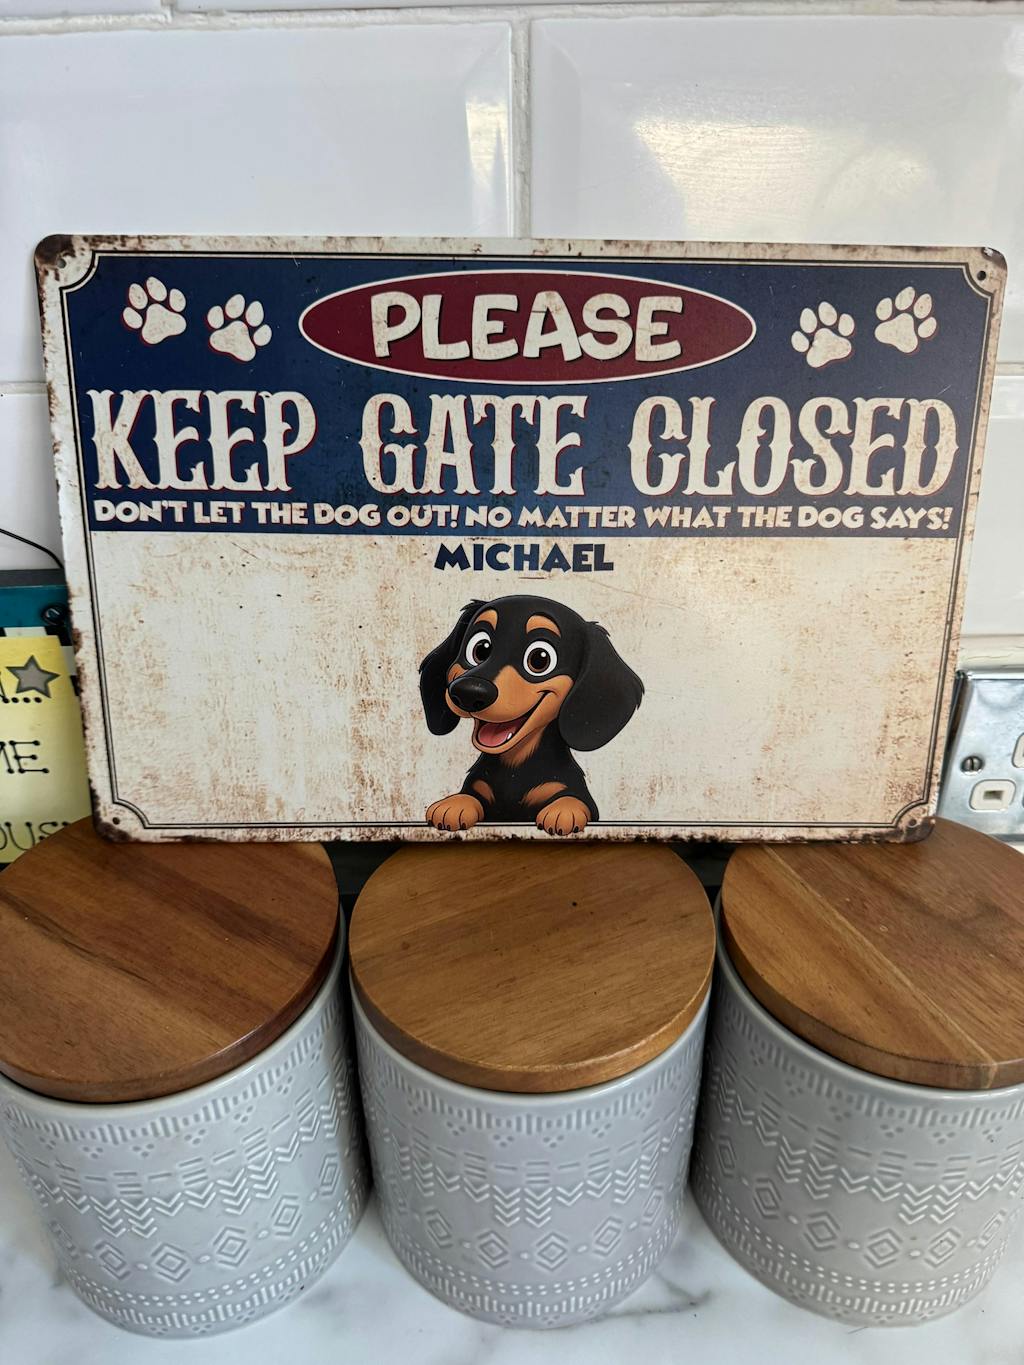 PLEASE
KEEP GATE CLOSED
DON'T LET THE DOG OUT! NO MATTER WHAT THE DOG SAYS!
MICHAEL